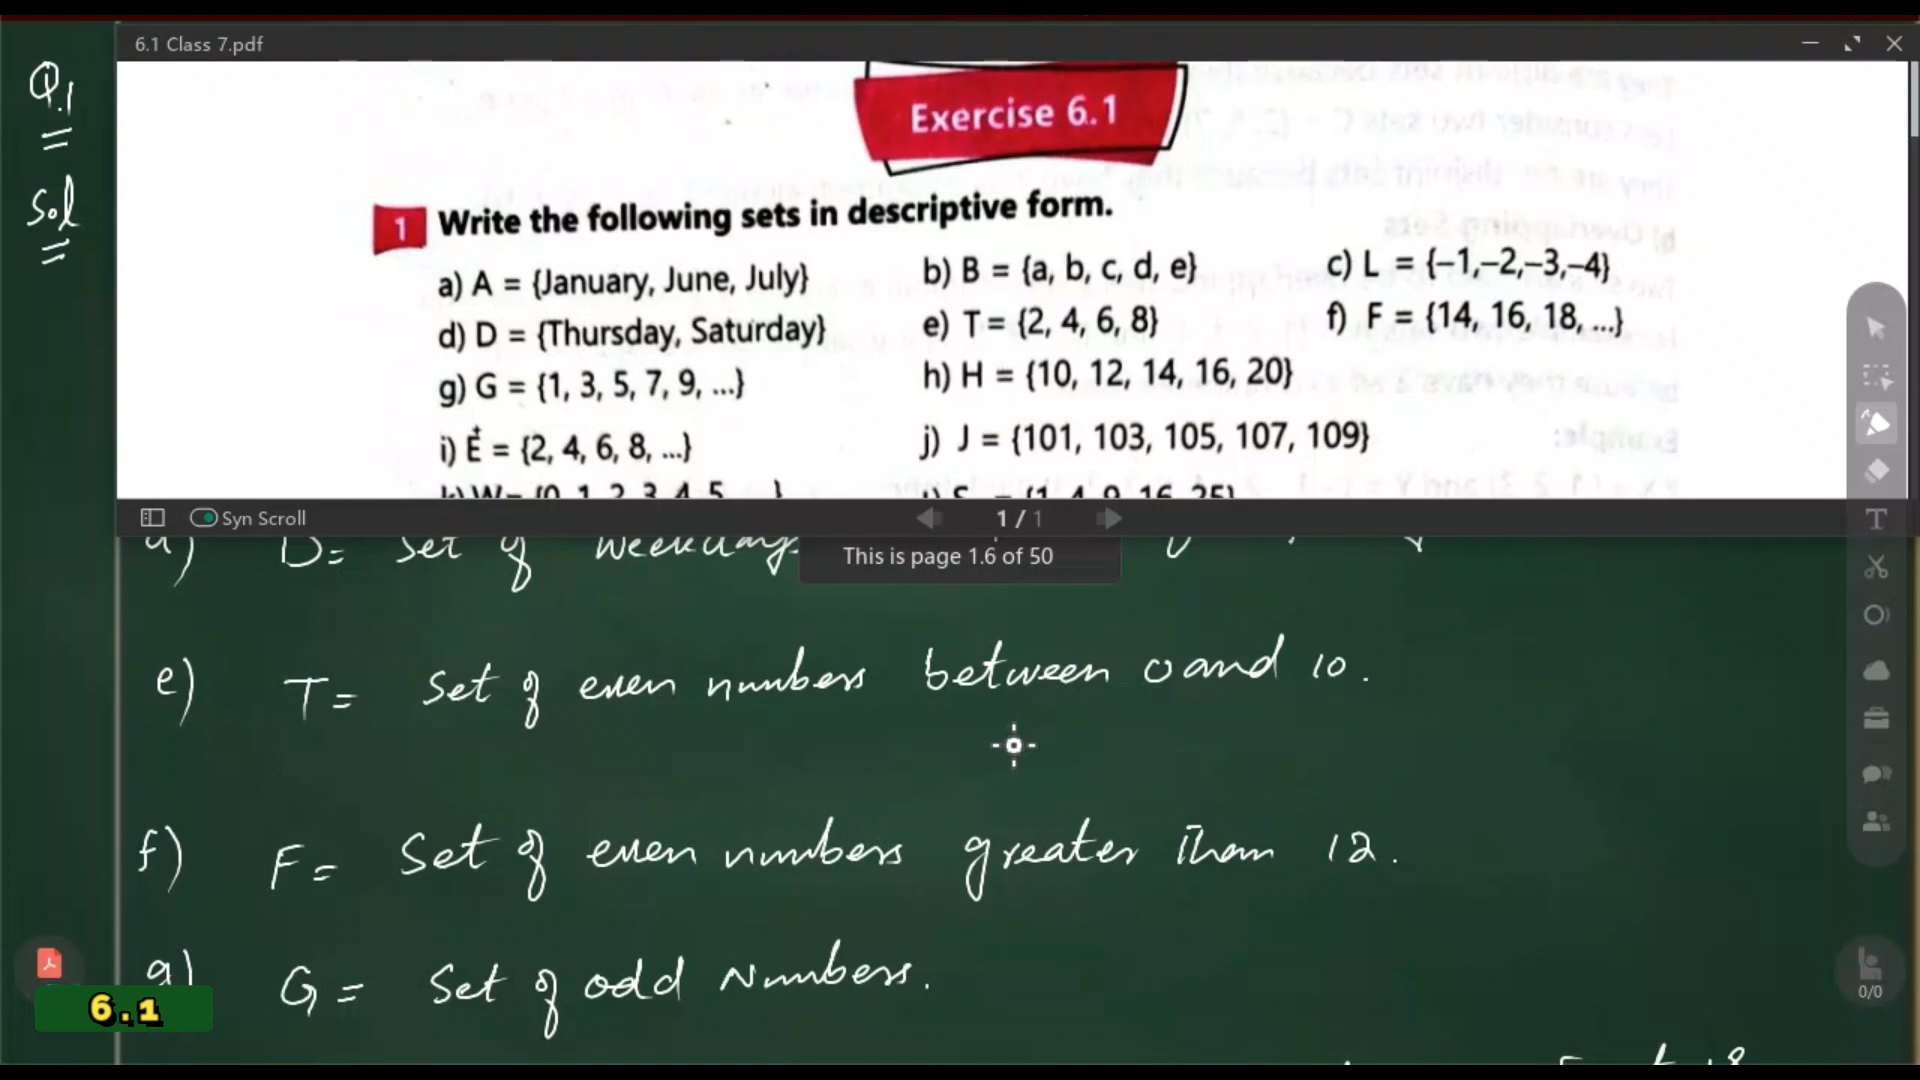 6.1 Class 7.pdf
Q.1
Sol
Exercise 6.1
1 Write the following sets in descriptive form.
a) A = {January, June, July} b) B = {a, b, c, d, e} c) L = {−1,−2,−3,−4}
d) D = {Thursday, Saturday} e) T = {2, 4, 6, 8} f) F = {14, 16, 18, ...}
g) G = {1, 3, 5, 7, 9, ...} h) H = {10, 12, 14, 16, 20}
i) E = {2, 4, 6, 8, ...} j) J = {101, 103, 105, 107, 109}
Syn Scroll 1 / 1
This is page 1.6 of 50
D= Set of weekdays
e) T= Set of even numbers between 0 and 10.
f) F= Set of even numbers greater than 12.
g) G= Set of odd Numbers.
6.1
0/0